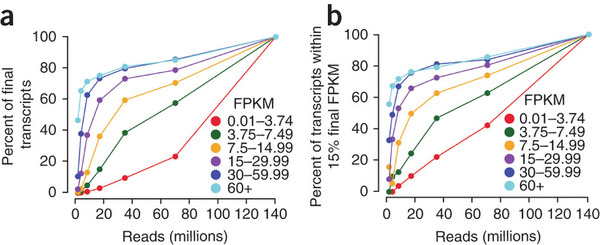 a
Percent of final
transcripts
100
80
60
40
20
0
0 20 40 60 80 100 120 140
Reads (millions)
FPKM
0.01–3.74
3.75–7.49
7.5–14.99
15–29.99
30–59.99
60+
b
Percent of transcripts within
15% final FPKM
100
80
60
40
20
0
0 20 40 60 80 100 120 140
Reads (millions)
FPKM
0.01–3.74
3.75–7.49
7.5–14.99
15–29.99
30–59.99
60+